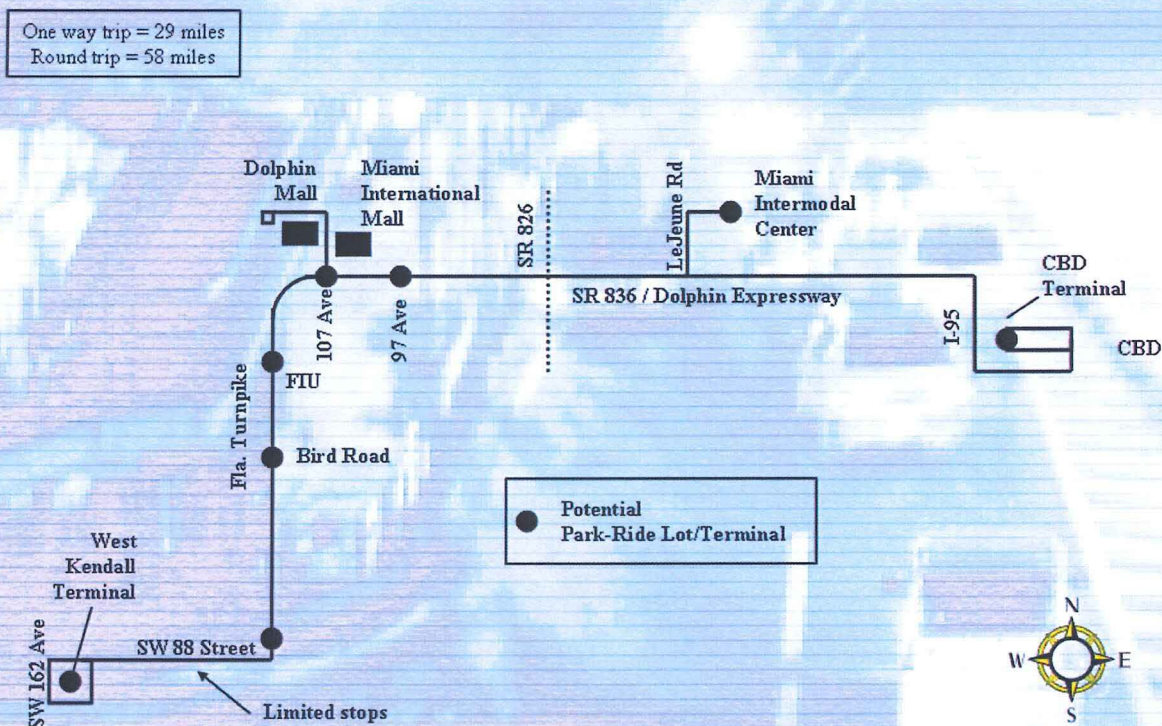 One way trip = 29 miles
Round trip = 58 miles
Dolphin
Mall
Miami
International
Mall
SR 826
LeJeune Rd
Miami
Intermodal
Center
107 Ave
97 Ave
SR 836 / Dolphin Expressway
I-95
CBD
Terminal
CBD
FIU
Fla. Turnpike
Bird Road
Potential
Park-Ride Lot/Terminal
West
Kendall
Terminal
SW 162 Ave
SW 88 Street
Limited stops
N
W
E
S